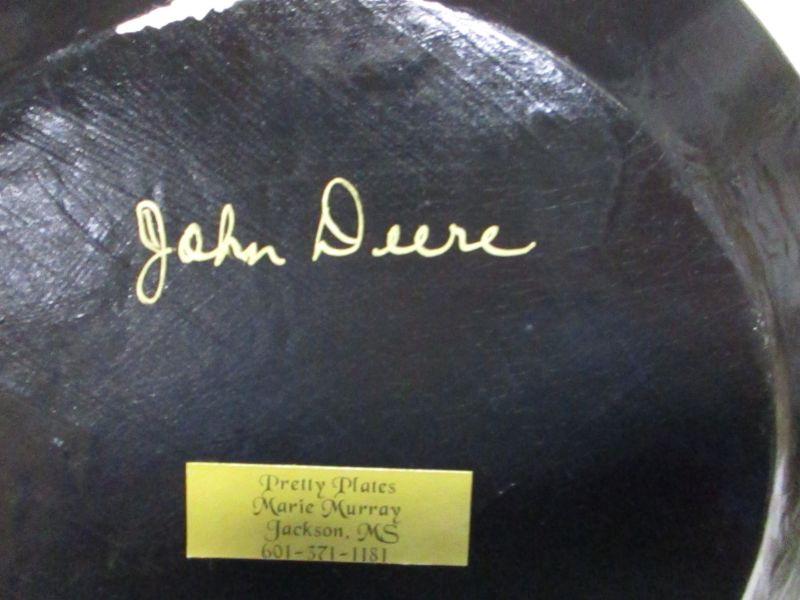 John Deere
Pretty Plates
Marie Murray
Jackson, MS
601-371-1181